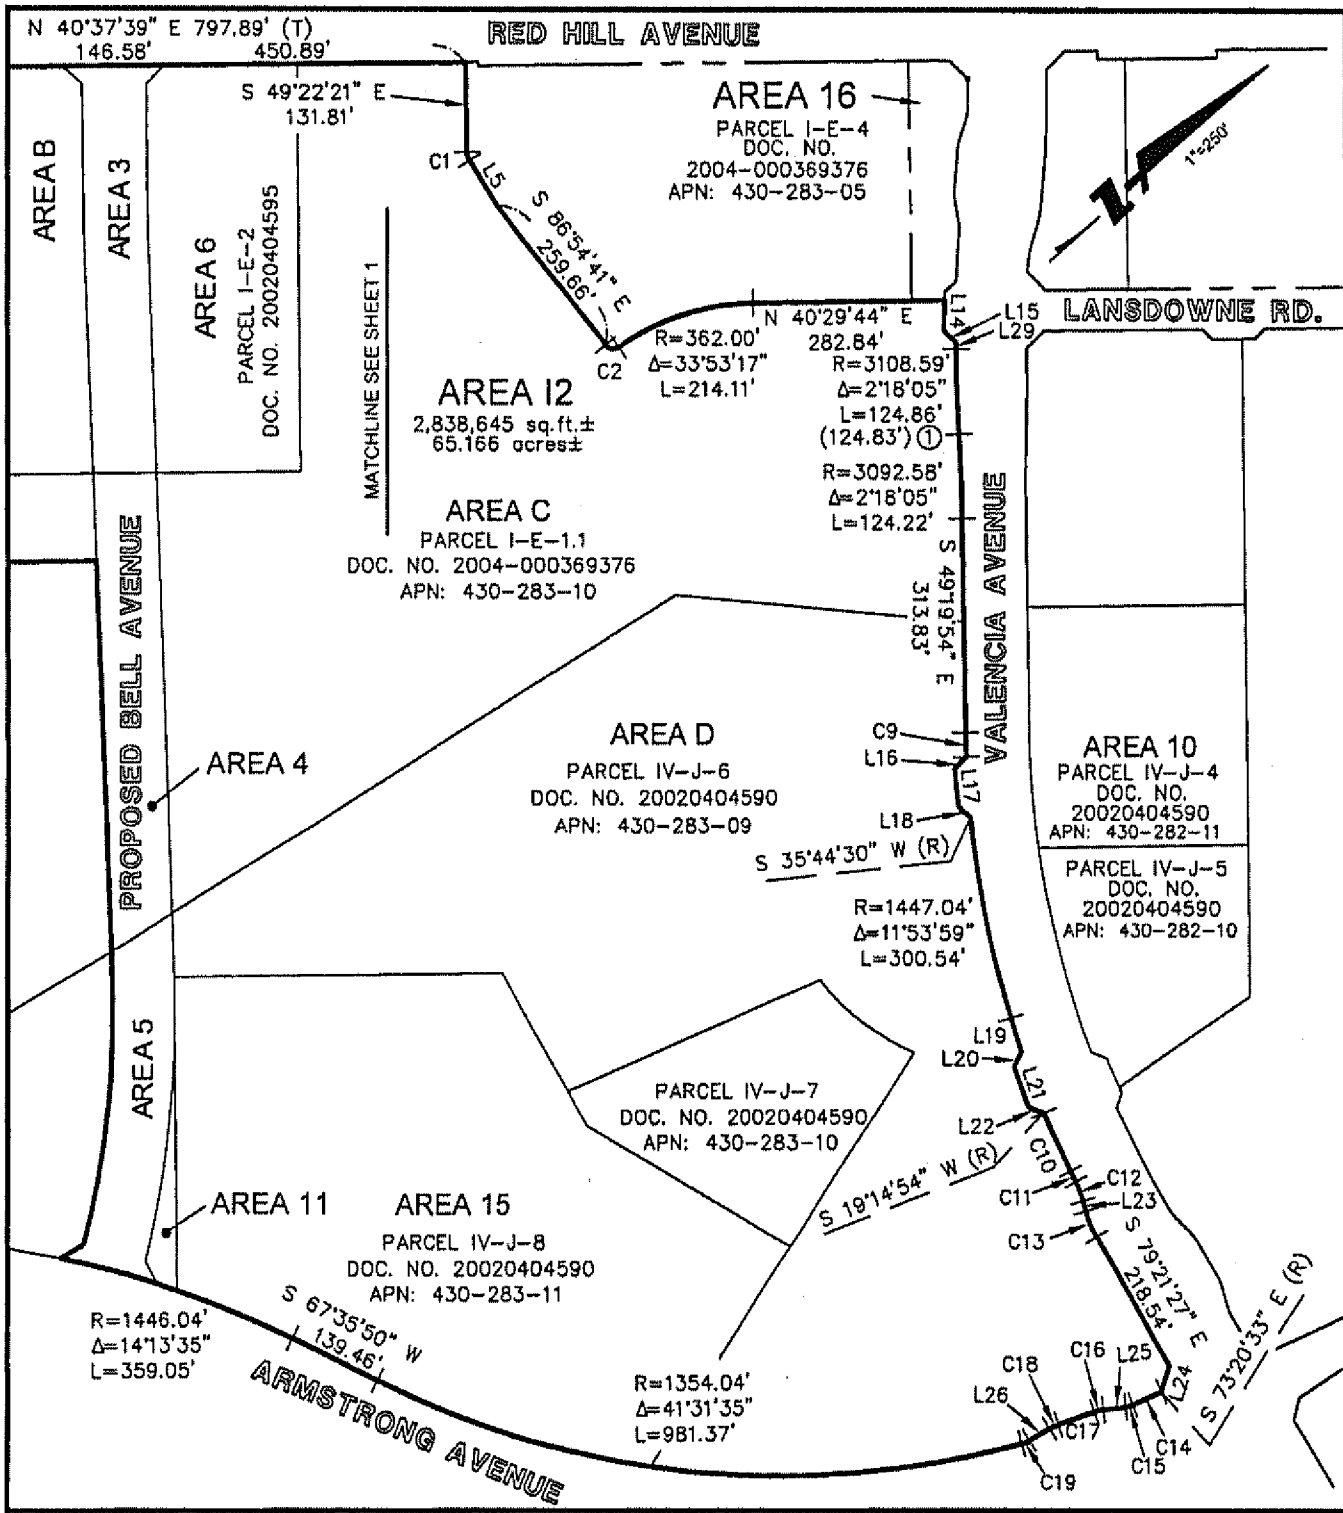 N 40°37'39" E 797.89' (T)
146.58'
450.89'
RED HILL AVENUE
S 49°22'21" E
131.81'
AREA 16
PARCEL I-E-4
DOC. NO.
2004-000369376
APN: 430-283-05
1"=250'
AREA B
AREA 3
AREA 6
PARCEL I-E-2
DOC. NO. 20020404595
MATCHLINE SEE SHEET 1
C1
L5
S 86°54'41" E
259.66'
C2
R=362.00'
Δ=33°53'17"
L=214.11'
N 40°29'44" E
282.84'
L14
L15
L29
LANSDOWNE RD.
R=3108.59'
Δ=2°18'05"
L=124.86'
(124.83') ①
R=3092.58'
Δ=2°18'05"
L=124.22'
AREA I2
2,838,645 sq.ft.±
65.166 acres±
AREA C
PARCEL I-E-1.1
DOC. NO. 2004-000369376
APN: 430-283-10
S 49°19'54" E
313.83'
VALENCIA AVENUE
PROPOSED BELL AVENUE
AREA 4
AREA D
PARCEL IV-J-6
DOC. NO. 20020404590
APN: 430-283-09
C9
L16
L17
L18
S 35°44'30" W (R)
AREA 10
PARCEL IV-J-4
DOC. NO.
20020404590
APN: 430-282-11
PARCEL IV-J-5
DOC. NO.
20020404590
APN: 430-282-10
R=1447.04'
Δ=11°53'59"
L=300.54'
L19
L20
L21
L22
AREA 5
PARCEL IV-J-7
DOC. NO. 20020404590
APN: 430-283-10
S 19°14'54" W (R)
C10
C11
C12
L23
C13
S 79°21'27" E
218.54'
AREA 11
AREA 15
PARCEL IV-J-8
DOC. NO. 20020404590
APN: 430-283-11
R=1446.04'
Δ=14°13'35"
L=359.05'
S 67°35'50" W
139.46'
ARMSTRONG AVENUE
R=1354.04'
Δ=41°31'35"
L=981.37'
L26
C18
C16
L25
L24
S 73°20'33" E (R)
C17
C14
C15
C19